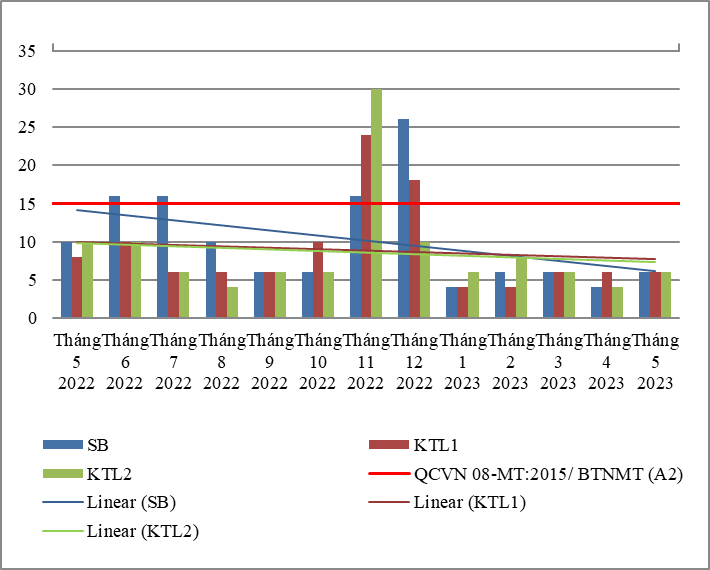 35
30
25
20
15
10
5
0
Tháng Tháng Tháng Tháng Tháng Tháng Tháng Tháng Tháng Tháng Tháng Tháng Tháng
5 6 7 8 9 10 11 12 1 2 3 4 5
2022 2022 2022 2022 2022 2022 2022 2022 2023 2023 2023 2023 2023
SB KTL1
KTL2 QCVN 08-MT:2015/ BTNMT (A2)
Linear (SB) Linear (KTL1)
Linear (KTL2)